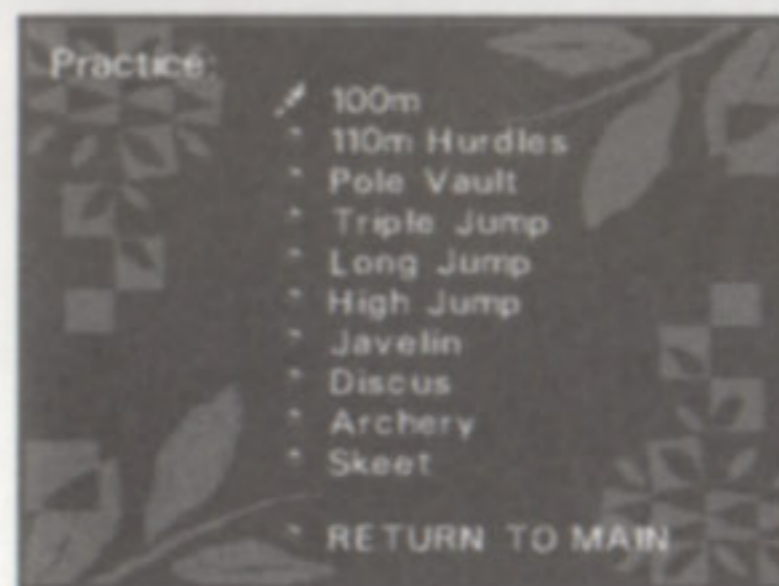 Practice:
100m
110m Hurdles
Pole Vault
Triple Jump
Long Jump
High Jump
Javelin
Discus
Archery
Skeet
RETURN TO MAIN